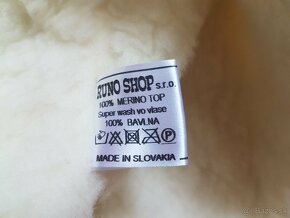 RUNO SHOP s.r.o.
100% MERINO TOP
Super wash vo vlase
100% BAVLNA
MADE IN SLOVAKIA